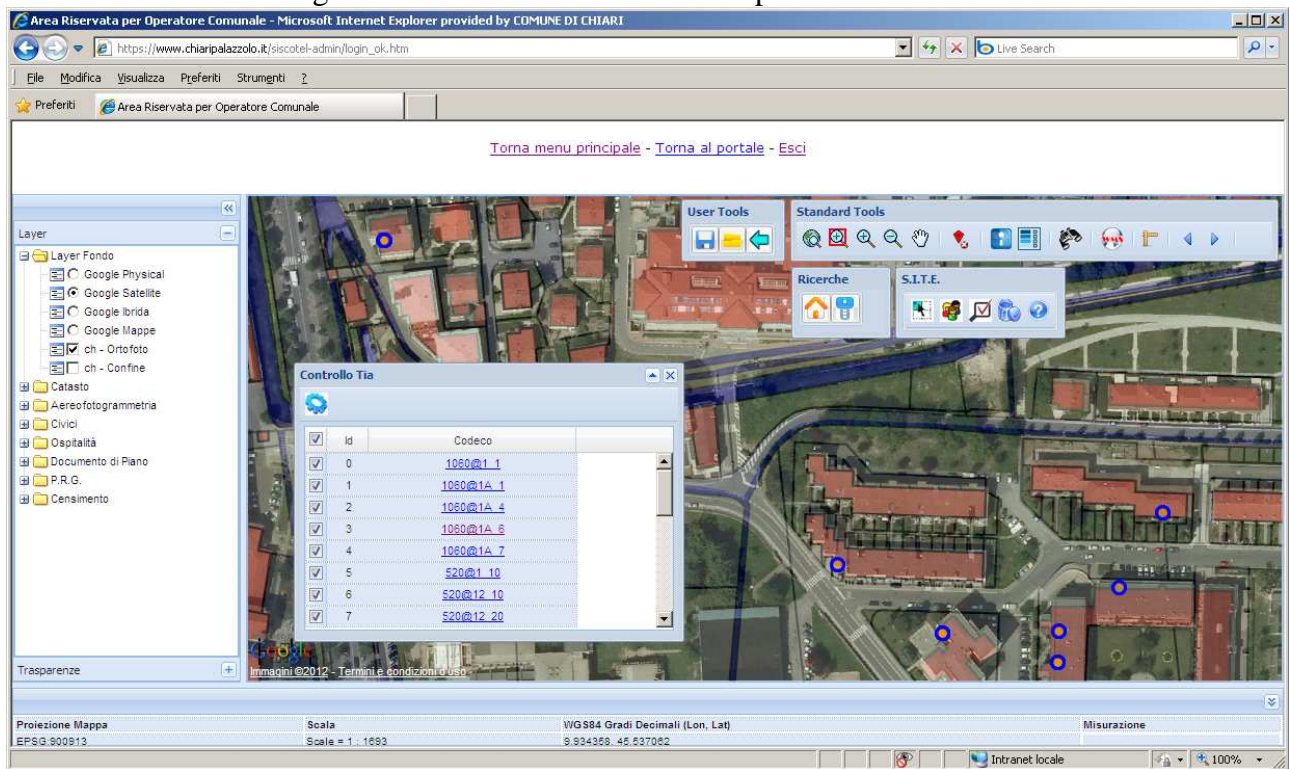 Area Riservata per Operatore Comunale - Microsoft Internet Explorer provided by COMUNE DI CHIARI
https://www.chiaripalazzolo.it/siscotel-admin/login_ok.htm
Live Search
File Modifica Visualizza Preferiti Strumenti ?
Preferiti Area Riservata per Operatore Comunale
Torna menu principale - Torna al portale - Esci
User Tools
Standard Tools
Ricerche
S.I.T.E.
Layer
Layer Fondo
Google Physical
Google Satellite
Google Ibrida
Google Mappe
ch - Ortofoto
ch - Confine
Catasto
Aereofotogrammetria
Civici
Ospitalità
Documento di Piano
P.R.G.
Censimento
Trasparenze
Controllo Tia
Id Codeco
0 1060@1_1
1 1060@1A_1
2 1060@1A_4
3 1060@1A_6
4 1060@1A_7
5 520@1_10
6 520@12_10
7 520@12_20
Google
Immagini ©2012 - Termini e condizioni d'uso
Proiezione Mappa Scala WGS84 Gradi Decimali (Lon, Lat) Misurazione
EPSG:900913 Scale = 1 : 1693 9.934358, 45.537062
Intranet locale 100%